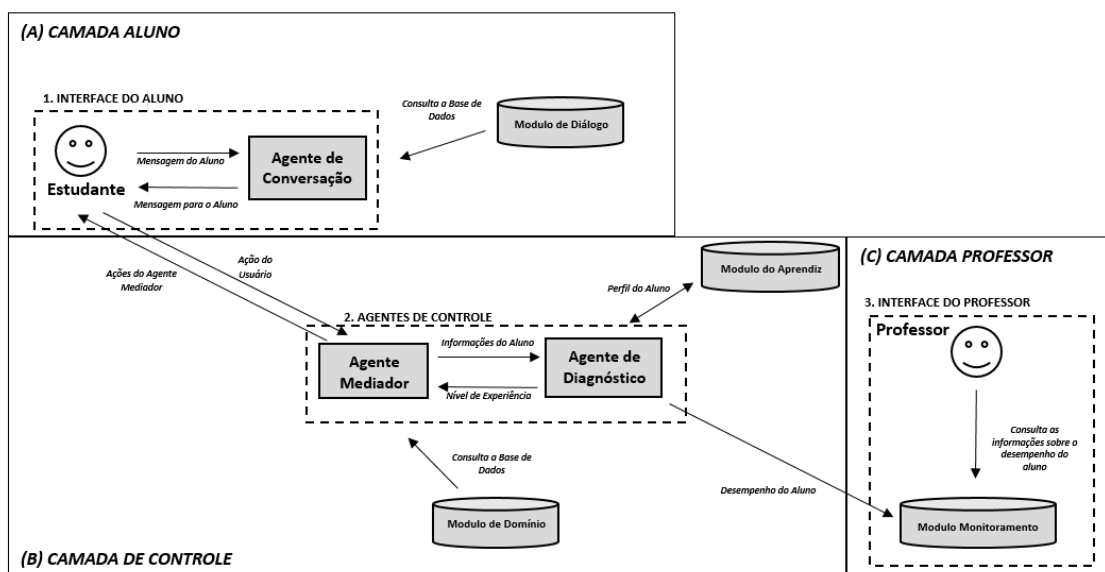 (A) CAMADA ALUNO
1. INTERFACE DO ALUNO
Estudante
Mensagem do Aluno
Mensagem para o Aluno
Agente de
Conversação
Consulta a Base de
Dados
Modulo de Diálogo
Ações do Agente
Mediador
Ação do
Usuário
2. AGENTES DE CONTROLE
Agente
Mediador
Informações do Aluno
Nível de Experiência
Agente de
Diagnóstico
Perfil do Aluno
Modulo do Aprendiz
Consulta a Base de
Dados
Modulo de Domínio
Desempenho do Aluno
(B) CAMADA DE CONTROLE
(C) CAMADA PROFESSOR
3. INTERFACE DO PROFESSOR
Professor
Consulta as
informações sobre o
desempenho do
aluno
Modulo Monitoramento